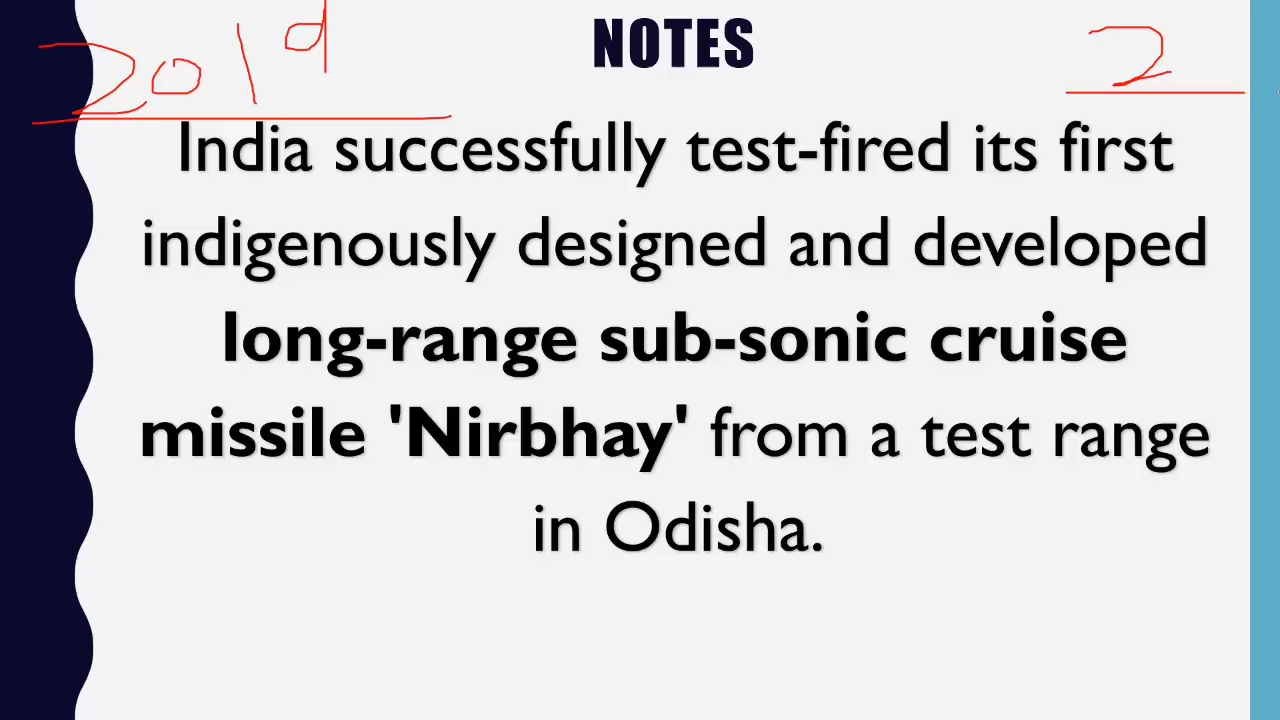 2019
NOTES
2
India successfully test-fired its first
indigenously designed and developed
long-range sub-sonic cruise
missile 'Nirbhay' from a test range
in Odisha.